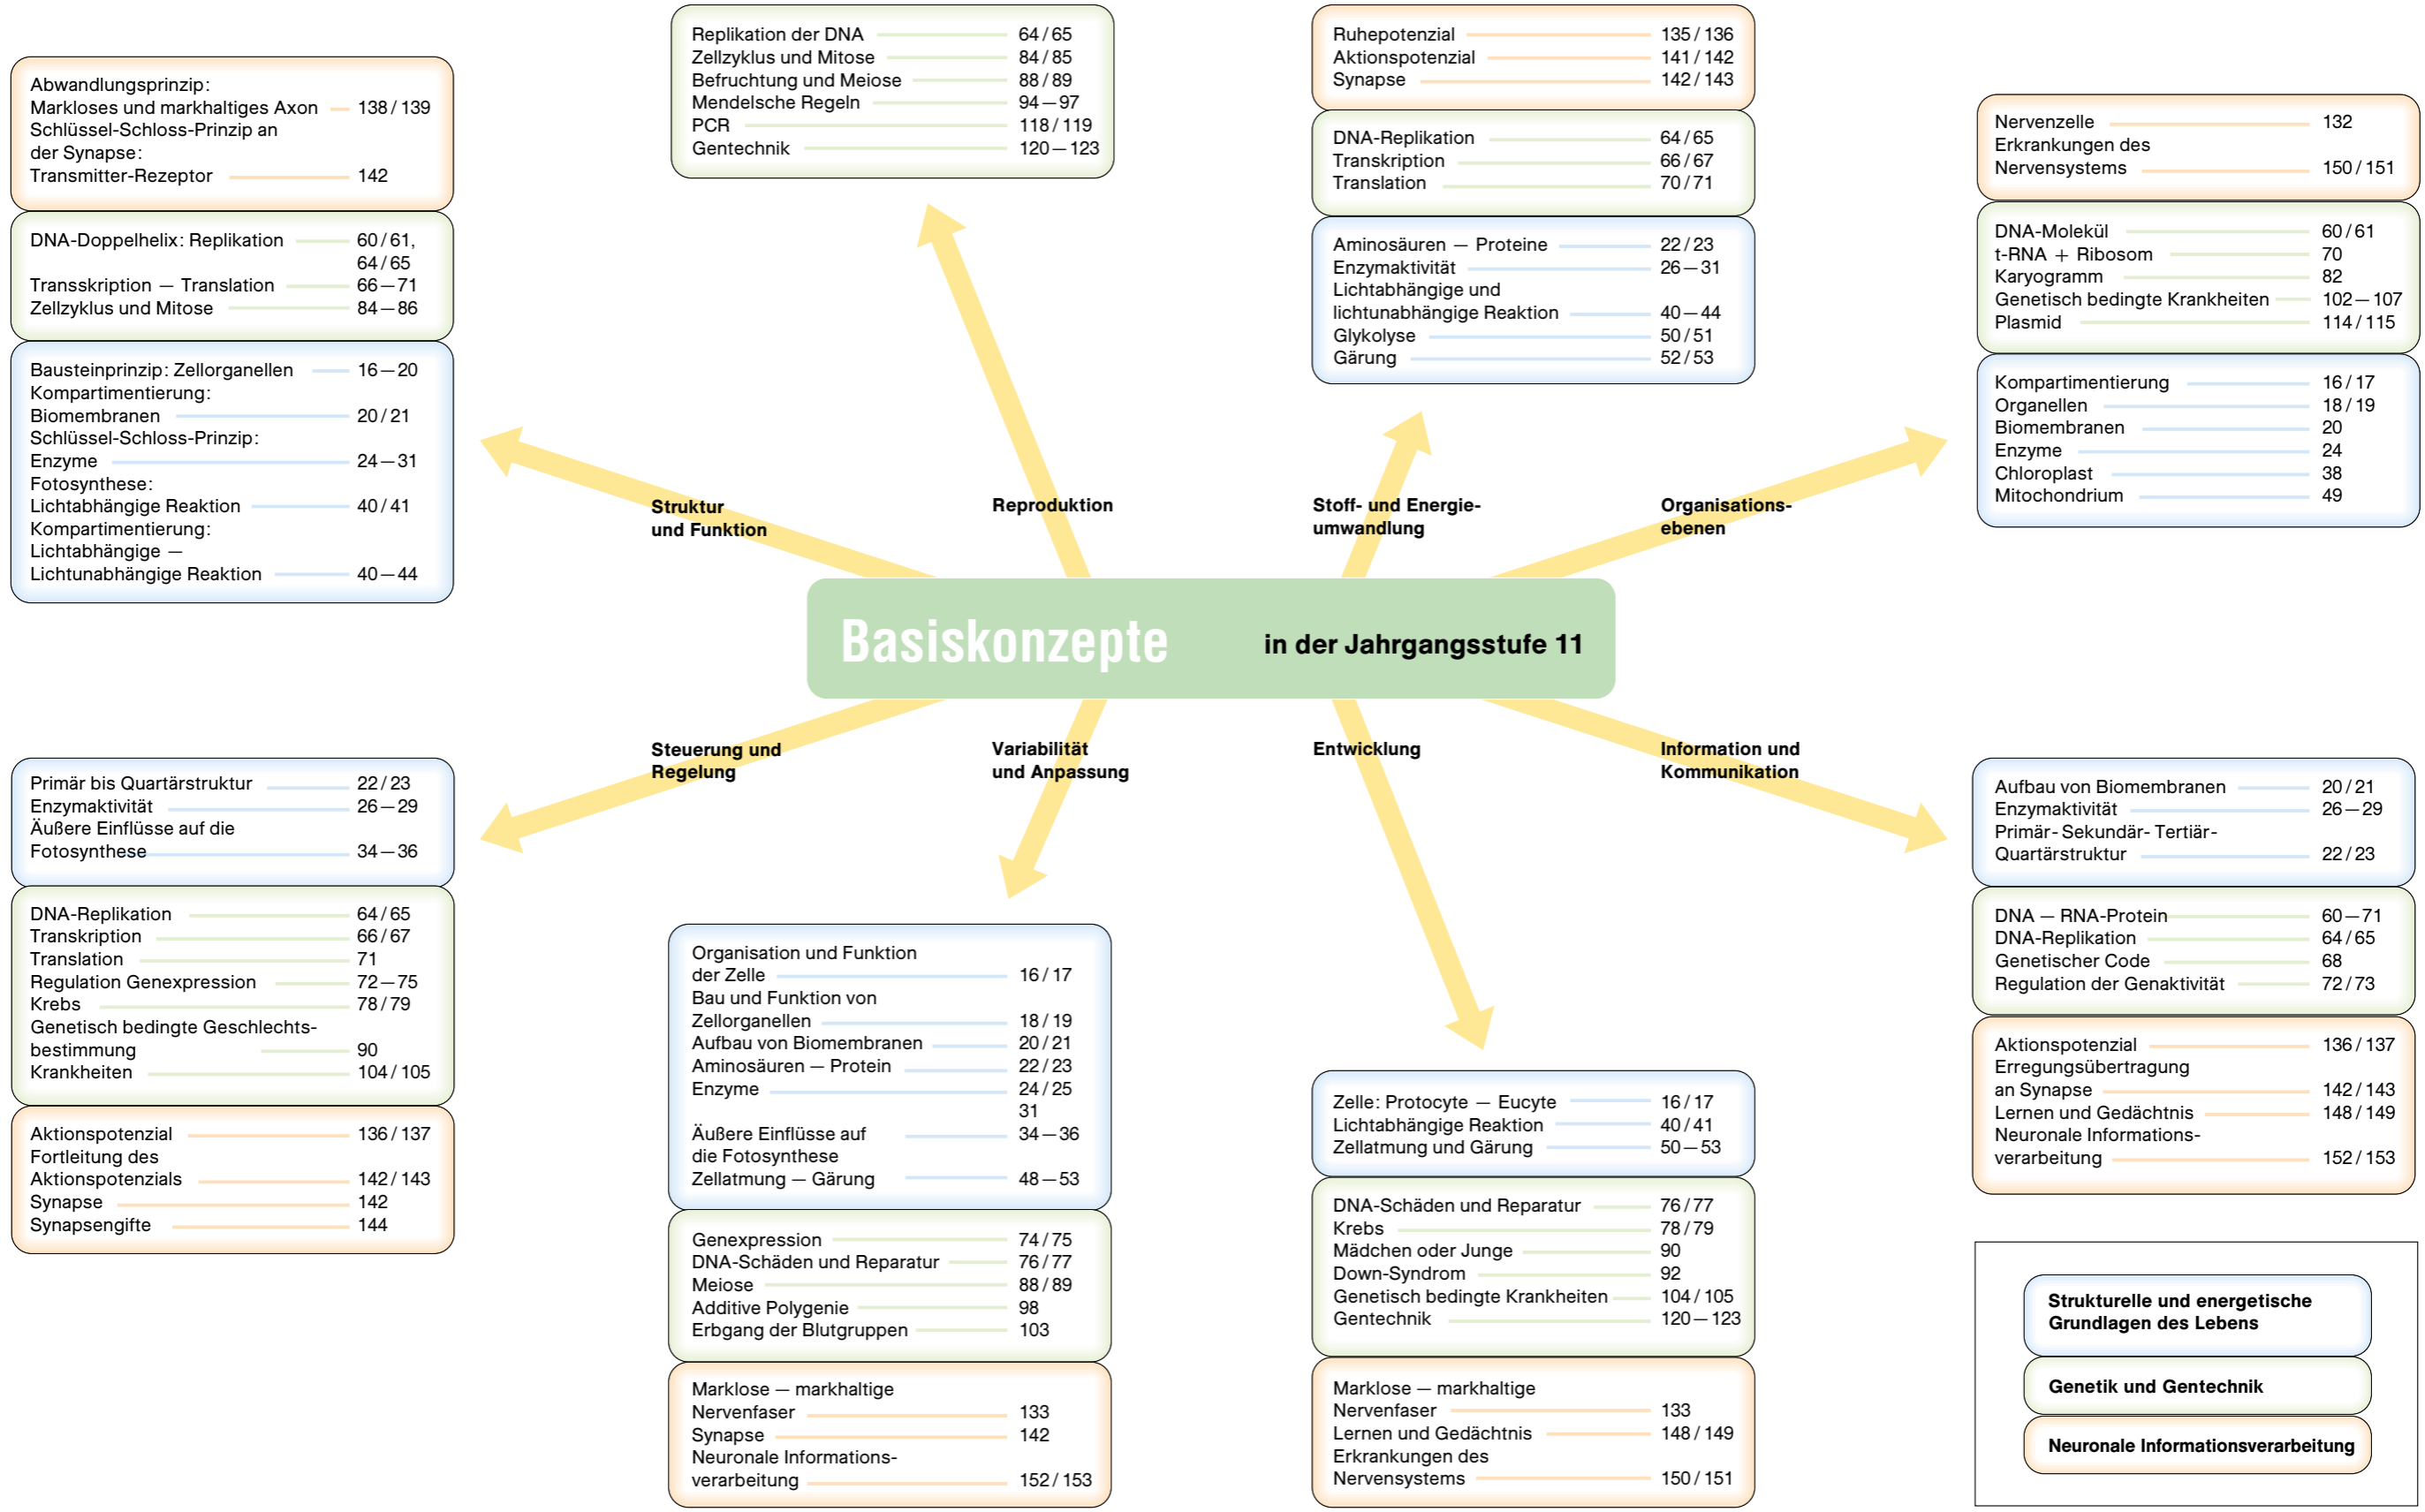 Abwandlungsprinzip:
Markloses und markhaltiges Axon 138 / 139
Schlüssel-Schloss-Prinzip an
der Synapse:
Transmitter-Rezeptor 142
DNA-Doppelhelix: Replikation 60 / 61,
64 / 65
Transskription — Translation 66 — 71
Zellzyklus und Mitose 84 — 86
Bausteinprinzip: Zellorganellen 16 — 20
Kompartimentierung:
Biomembranen 20 / 21
Schlüssel-Schloss-Prinzip:
Enzyme 24 — 31
Fotosynthese:
Lichtabhängige Reaktion 40 / 41
Kompartimentierung:
Lichtabhängige —
Lichtunabhängige Reaktion 40 — 44
Replikation der DNA 64 / 65
Zellzyklus und Mitose 84 / 85
Befruchtung und Meiose 88 / 89
Mendelsche Regeln 94 — 97
PCR 118 / 119
Gentechnik 120 — 123
Ruhepotenzial 135 / 136
Aktionspotenzial 141 / 142
Synapse 142 / 143
DNA-Replikation 64 / 65
Transkription 66 / 67
Translation 70 / 71
Aminosäuren — Proteine 22 / 23
Enzymaktivität 26 — 31
Lichtabhängige und
lichtunabhängige Reaktion 40 — 44
Glykolyse 50 / 51
Gärung 52 / 53
Nervenzelle 132
Erkrankungen des
Nervensystems 150 / 151
DNA-Molekül 60 / 61
t-RNA + Ribosom 70
Karyogramm 82
Genetisch bedingte Krankheiten 102 — 107
Plasmid 114 / 115
Kompartimentierung 16 / 17
Organellen 18 / 19
Biomembranen 20
Enzyme 24
Chloroplast 38
Mitochondrium 49
Struktur
und Funktion
Reproduktion
Stoff- und Energie-
umwandlung
Organisations-
ebenen
Basiskonzepte in der Jahrgangsstufe 11
Steuerung und
Regelung
Variabilität
und Anpassung
Entwicklung
Information und
Kommunikation
Primär bis Quartärstruktur 22 / 23
Enzymaktivität 26 — 29
Äußere Einflüsse auf die
Fotosynthese 34 — 36
DNA-Replikation 64 / 65
Transkription 66 / 67
Translation 71
Regulation Genexpression 72 — 75
Krebs 78 / 79
Genetisch bedingte Geschlechts-
bestimmung 90
Krankheiten 104 / 105
Aktionspotenzial 136 / 137
Fortleitung des
Aktionspotenzials 142 / 143
Synapse 142
Synapsengifte 144
Organisation und Funktion
der Zelle 16 / 17
Bau und Funktion von
Zellorganellen 18 / 19
Aufbau von Biomembranen 20 / 21
Aminosäuren — Protein 22 / 23
Enzyme 24 / 25
31
Äußere Einflüsse auf 34 — 36
die Fotosynthese
Zellatmung — Gärung 48 — 53
Genexpression 74 / 75
DNA-Schäden und Reparatur 76 / 77
Meiose 88 / 89
Additive Polygenie 98
Erbgang der Blutgruppen 103
Marklose — markhaltige
Nervenfaser 133
Synapse 142
Neuronale Informations-
verarbeitung 152 / 153
Zelle: Protocyte — Eucyte 16 / 17
Lichtabhängige Reaktion 40 / 41
Zellatmung und Gärung 50 — 53
DNA-Schäden und Reparatur 76 / 77
Krebs 78 / 79
Mädchen oder Junge 90
Down-Syndrom 92
Genetisch bedingte Krankheiten 104 / 105
Gentechnik 120 — 123
Marklose — markhaltige
Nervenfaser 133
Lernen und Gedächtnis 148 / 149
Erkrankungen des
Nervensystems 150 / 151
Aufbau von Biomembranen 20 / 21
Enzymaktivität 26 — 29
Primär- Sekundär- Tertiär-
Quartärstruktur 22 / 23
DNA — RNA-Protein 60 — 71
DNA-Replikation 64 / 65
Genetischer Code 68
Regulation der Genaktivität 72 / 73
Aktionspotenzial 136 / 137
Erregungsübertragung
an Synapse 142 / 143
Lernen und Gedächtnis 148 / 149
Neuronale Informations-
verarbeitung 152 / 153
Strukturelle und energetische
Grundlagen des Lebens
Genetik und Gentechnik
Neuronale Informationsverarbeitung